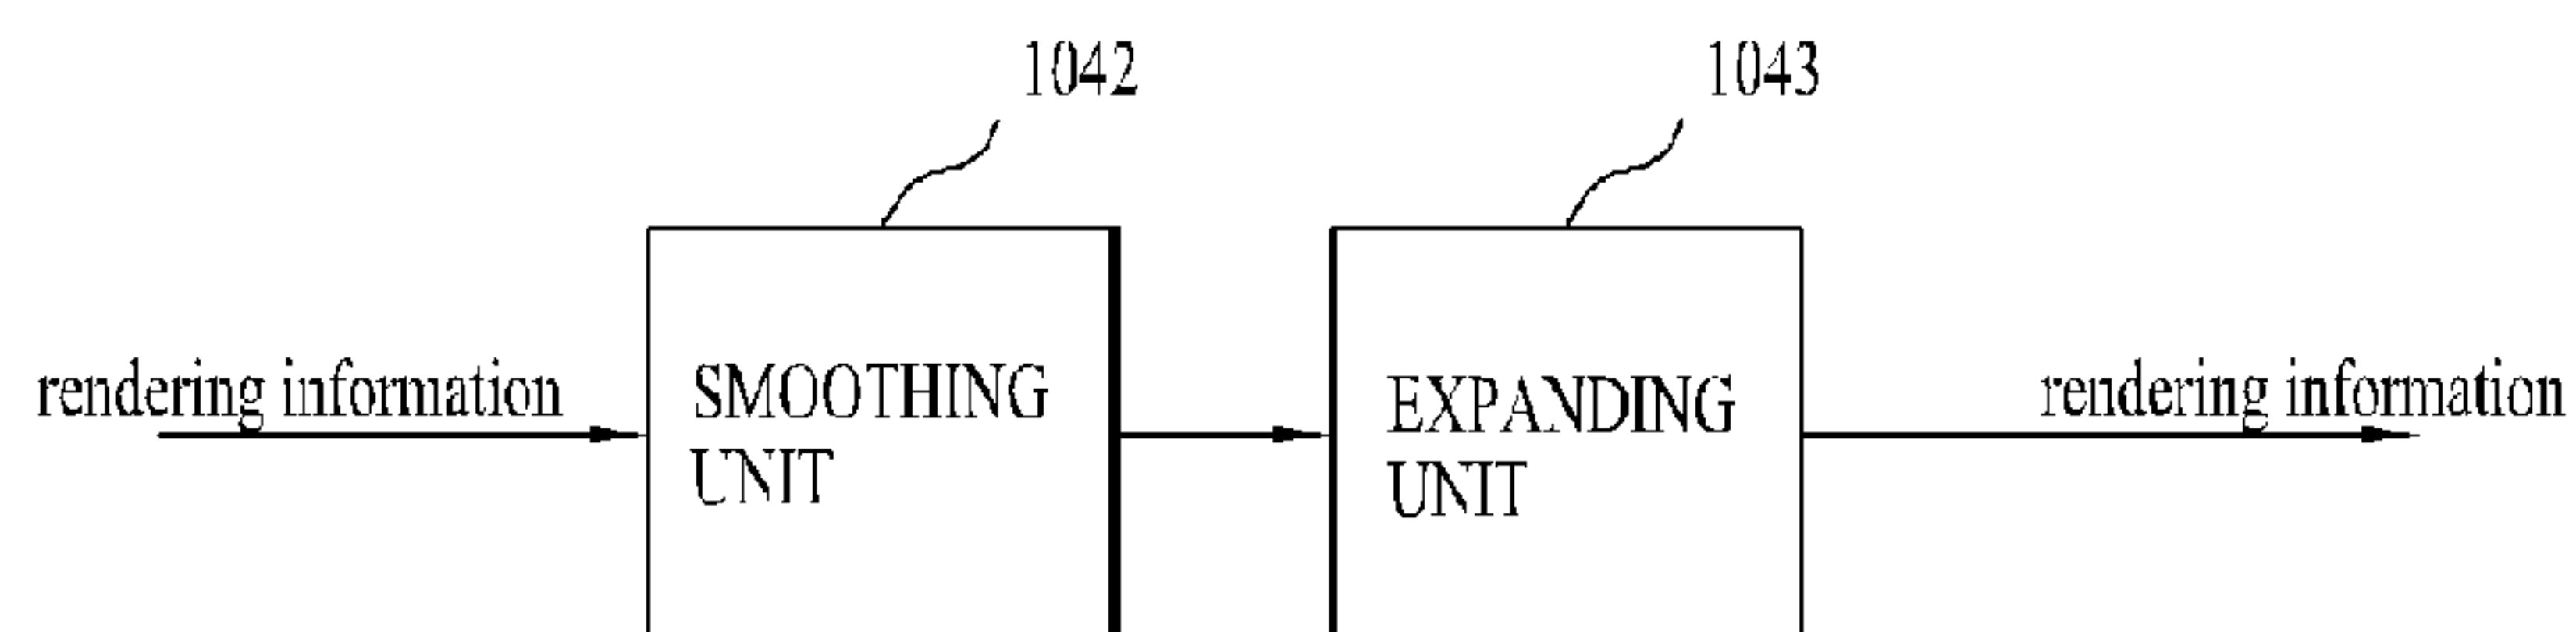 1042
1043
rendering information
SMOOTHING
UNIT
EXPANDING
UNIT
rendering information